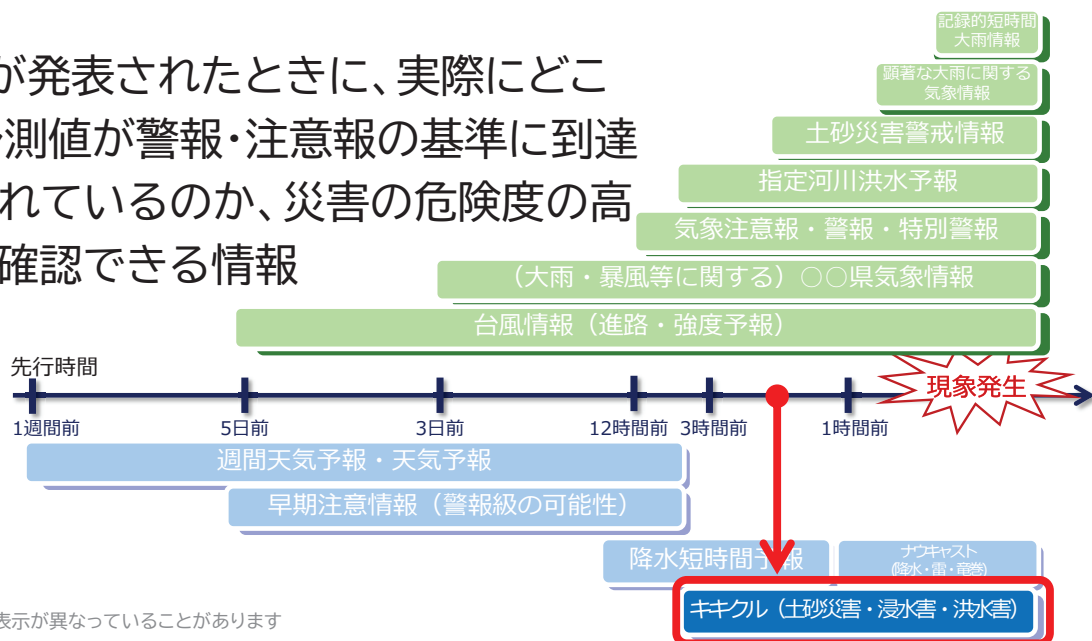 記録的短時間
大雨情報
が発表されたときに、実際にどこ
顕著な大雨に関する
気象情報
測値が警報・注意報の基準に到達
土砂災害警戒情報
れているのか、災害の危険度の高
指定河川洪水予報
確認できる情報
気象注意報・警報・特別警報
（大雨・暴風等に関する）○○県気象情報
台風情報（進路・強度予報）
先行時間
現象発生
1週間前
5日前
3日前
12時間前
3時間前
1時間前
週間天気予報・天気予報
早期注意情報（警報級の可能性）
降水短時間予報
ナウキャスト
(降水・雷・竜巻)
キキクル（土砂災害・浸水害・洪水害）
表示が異なっていることがあります